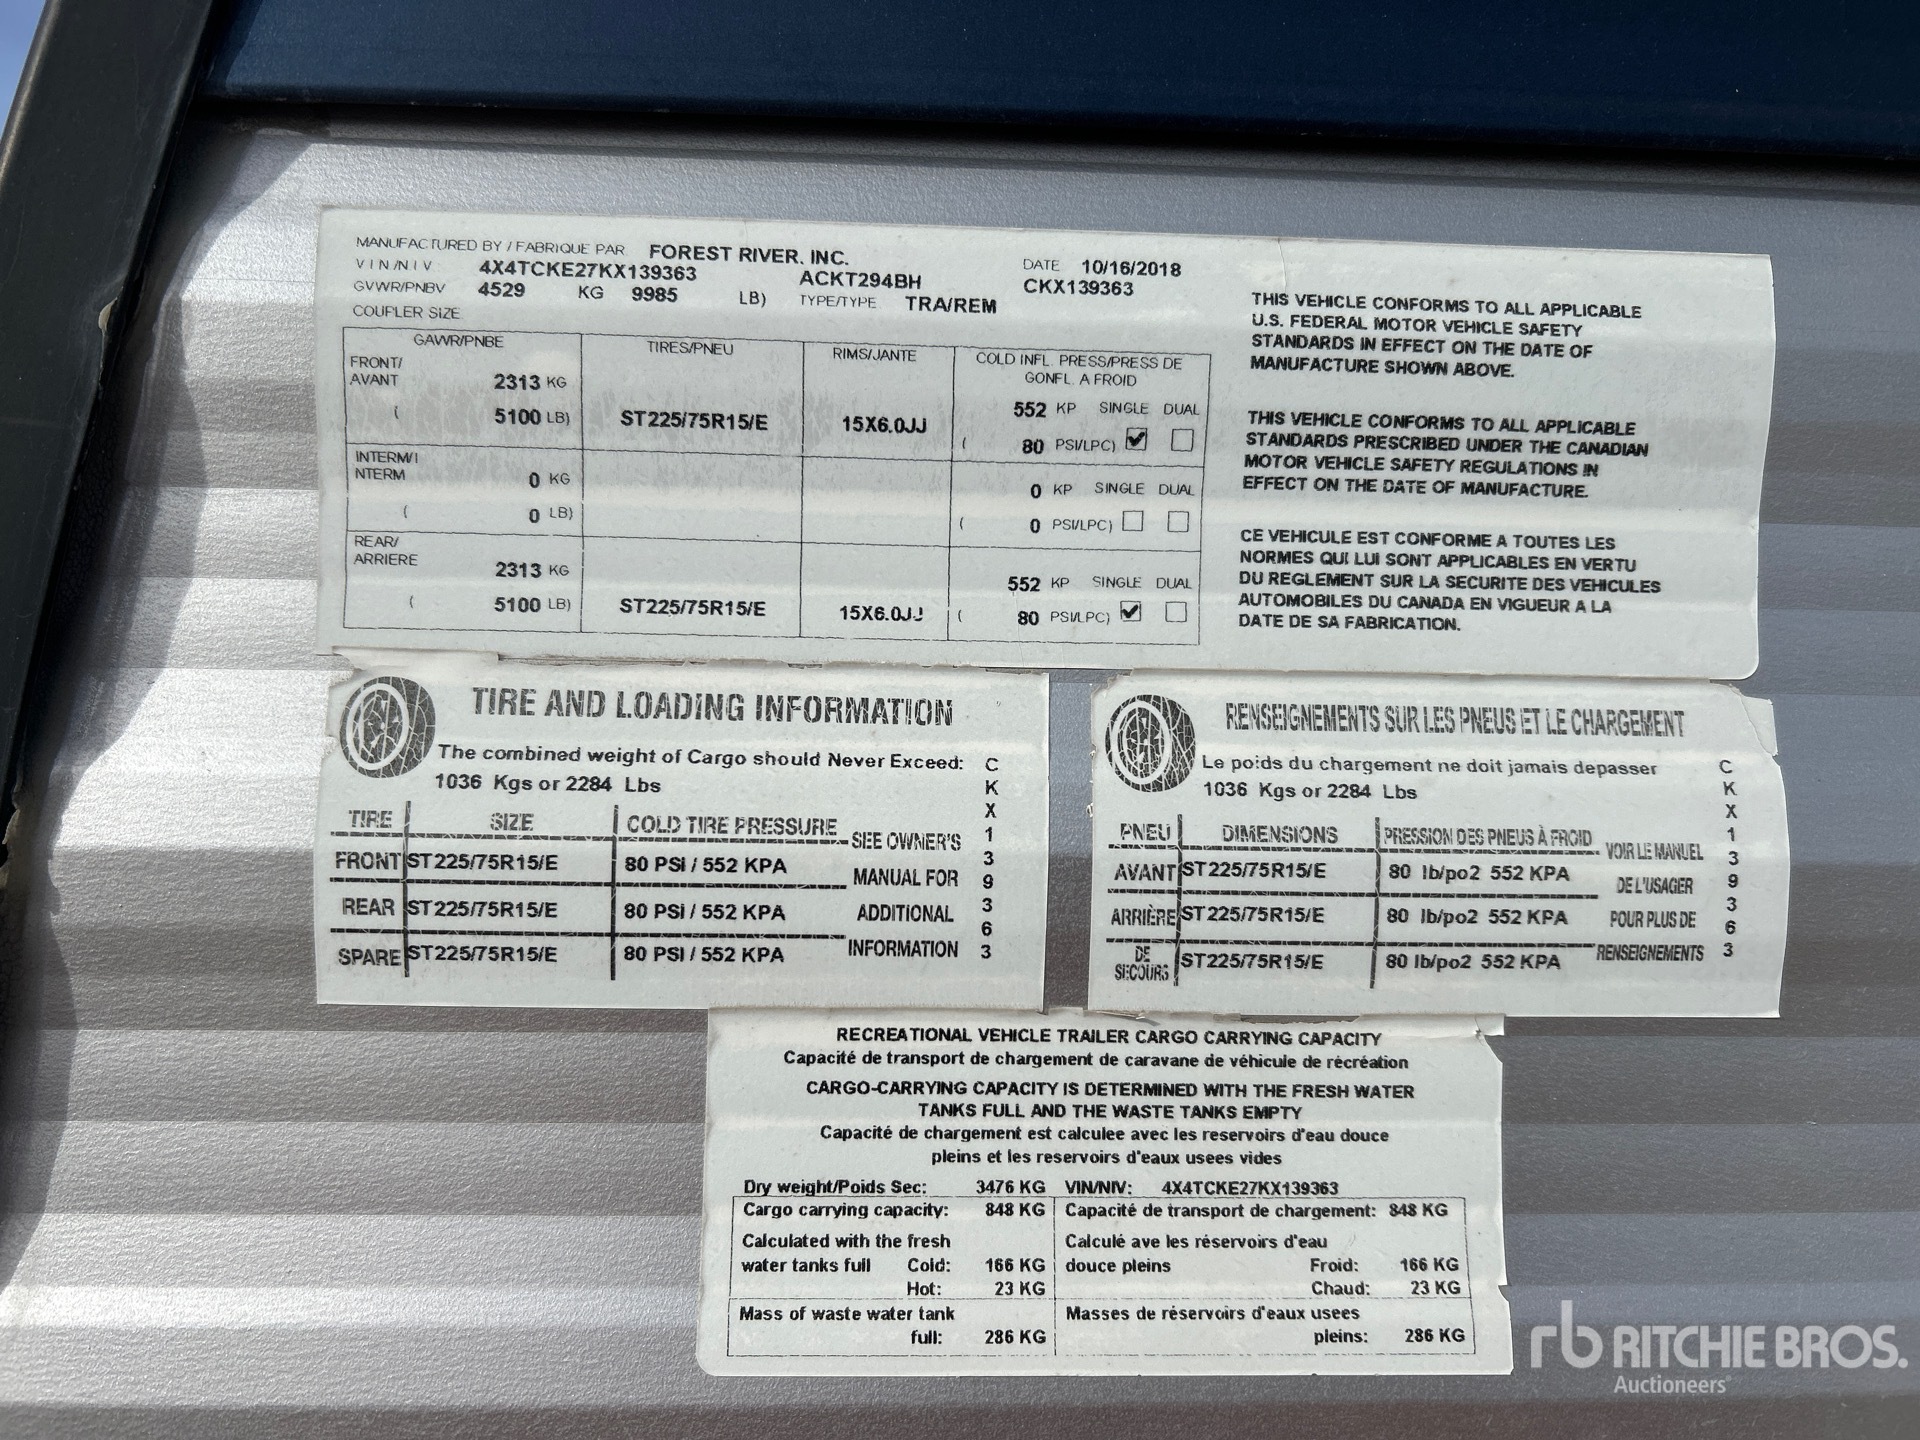 MANUFACTURED BY / FABRIQUE PAR FOREST RIVER, INC. DATE 10/16/2018
VIN/NIV 4X4TCKE27KX139363 ACKT294BH CKX139363
GVWR/PNBV 4529 KG 9985 LB) TYPE/TYPE TRA/REM
COUPLER SIZE
GAWR/PNBE TIRES/PNEU RIMS/JANTE COLD INFL. PRESS/PRESS DE
GONFL. A FROID
FRONT/
AVANT 2313 KG 552 KP SINGLE DUAL
( 5100 LB) ST225/75R15/E 15X6.0JJ ( 80 PSI/LPC)
INTERM/I
NTERM 0 KG 0 KP SINGLE DUAL
( 0 LB) ( 0 PSI/LPC)
REAR/
ARRIERE 2313 KG 552 KP SINGLE DUAL
( 5100 LB) ST225/75R15/E 15X6.0JJ ( 80 PSI/LPC)
THIS VEHICLE CONFORMS TO ALL APPLICABLE
U.S. FEDERAL MOTOR VEHICLE SAFETY
STANDARDS IN EFFECT ON THE DATE OF
MANUFACTURE SHOWN ABOVE.
THIS VEHICLE CONFORMS TO ALL APPLICABLE
STANDARDS PRESCRIBED UNDER THE CANADIAN
MOTOR VEHICLE SAFETY REGULATIONS IN
EFFECT ON THE DATE OF MANUFACTURE.
CE VEHICULE EST CONFORME A TOUTES LES
NORMES QUI LUI SONT APPLICABLES EN VERTU
DU REGLEMENT SUR LA SECURITE DES VEHICULES
AUTOMOBILES DU CANADA EN VIGUEUR A LA
DATE DE SA FABRICATION.
TIRE AND LOADING INFORMATION
The combined weight of Cargo should Never Exceed:
1036 Kgs or 2284 Lbs
TIRE SIZE COLD TIRE PRESSURE
FRONT ST225/75R15/E 80 PSI / 552 KPA
REAR ST225/75R15/E 80 PSI / 552 KPA
SPARE ST225/75R15/E 80 PSI / 552 KPA
SEE OWNER'S
MANUAL FOR
ADDITIONAL
INFORMATION
CKX139363
RENSEIGNEMENTS SUR LES PNEUS ET LE CHARGEMENT
Le poids du chargement ne doit jamais depasser
1036 Kgs or 2284 Lbs
PNEU DIMENSIONS PRESSION DES PNEUS À FROID
AVANT ST225/75R15/E 80 lb/po2 552 KPA
ARRIÈRE ST225/75R15/E 80 lb/po2 552 KPA
DE
SECOURS ST225/75R15/E 80 lb/po2 552 KPA
VOIR LE MANUEL
DE L'USAGER
POUR PLUS DE
RENSEIGNEMENTS
CKX139363
RECREATIONAL VEHICLE TRAILER CARGO CARRYING CAPACITY
Capacité de transport de chargement de caravane de véhicule de récréation
CARGO-CARRYING CAPACITY IS DETERMINED WITH THE FRESH WATER
TANKS FULL AND THE WASTE TANKS EMPTY
Capacité de chargement est calculee avec les reservoirs d'eau douce
pleins et les reservoirs d'eaux usees vides
Dry weight/Poids Sec: 3476 KG VIN/NIV: 4X4TCKE27KX139363
Cargo carrying capacity: 848 KG Capacité de transport de chargement: 848 KG
Calculated with the fresh Calculé ave les réservoirs d'eau
water tanks full Cold: 166 KG douce pleins Froid: 166 KG
Hot: 23 KG Chaud: 23 KG
Mass of waste water tank Masses de réservoirs d'eaux usees
full: 286 KG pleins: 286 KG
rb RITCHIE BROS.
Auctioneers